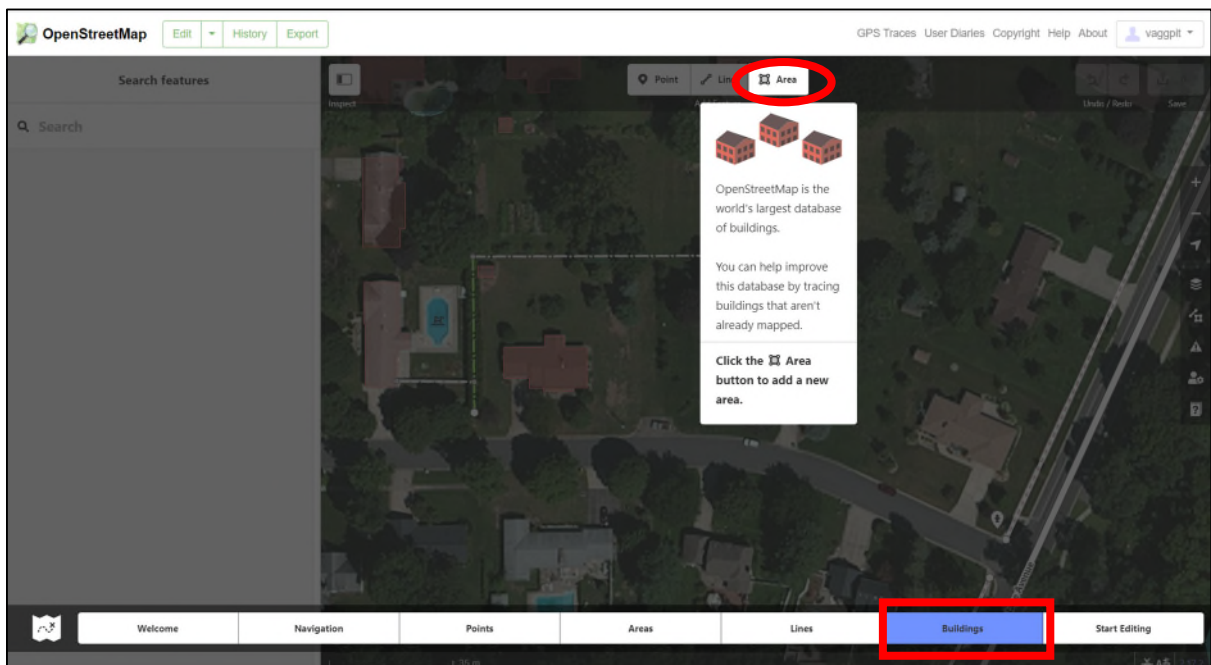 OpenStreetMap Edit History Export GPS Traces User Diaries Copyright Help About vaggplt
Search features
Point Line Area
Inspect Undo / Redo Save
Search
OpenStreetMap is the
world's largest database
of buildings.
You can help improve
this database by tracing
buildings that aren't
already mapped.
Click the Area
button to add a new
area.
Avenue
Welcome Navigation Points Areas Lines Buildings Start Editing